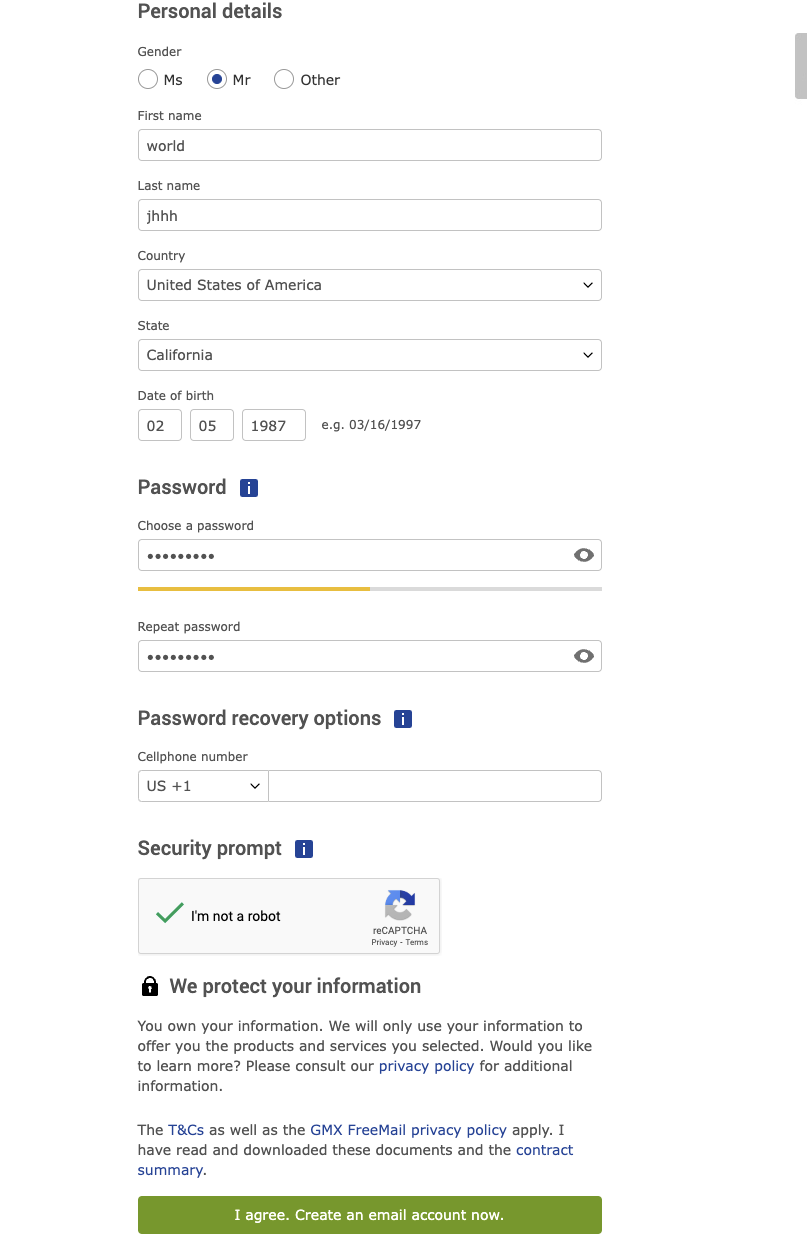 Personal details
Gender
Ms Mr Other
First name
world
Last name
jhhh
Country
United States of America
State
California
Date of birth
02 05 1987 e.g. 03/16/1997
Password i
Choose a password
•••••••••
Repeat password
•••••••••
Password recovery options i
Cellphone number
US +1
Security prompt i
I'm not a robot
reCAPTCHA
Privacy - Terms
We protect your information
You own your information. We will only use your information to
offer you the products and services you selected. Would you like
to learn more? Please consult our privacy policy for additional
information.
The T&Cs as well as the GMX FreeMail privacy policy apply. I
have read and downloaded these documents and the contract
summary.
I agree. Create an email account now.